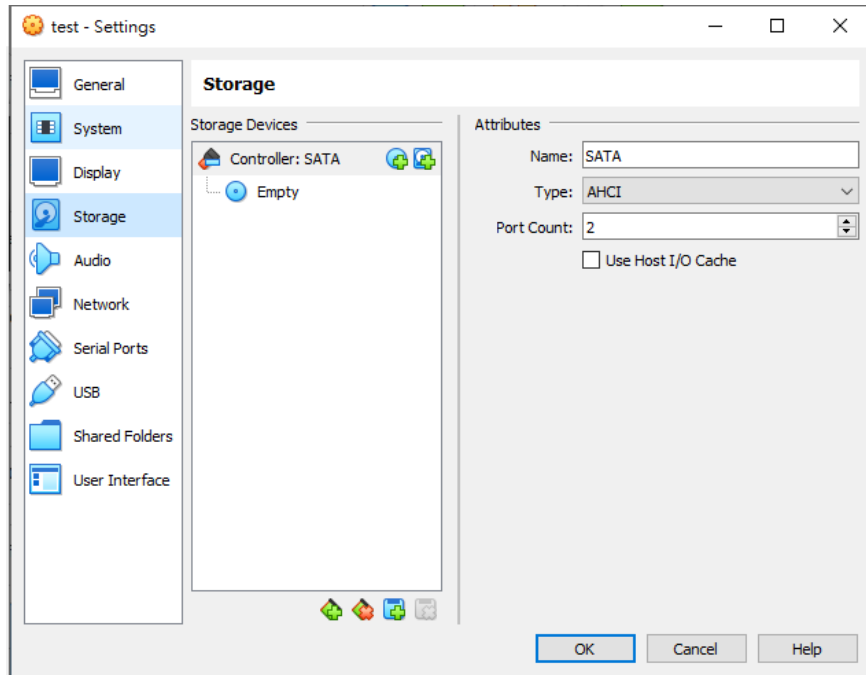 test - Settings
General
System
Display
Storage
Audio
Network
Serial Ports
USB
Shared Folders
User Interface
Storage
Storage Devices
Controller: SATA
Empty
Attributes
Name: SATA
Type: AHCI
Port Count: 2
Use Host I/O Cache
OK
Cancel
Help